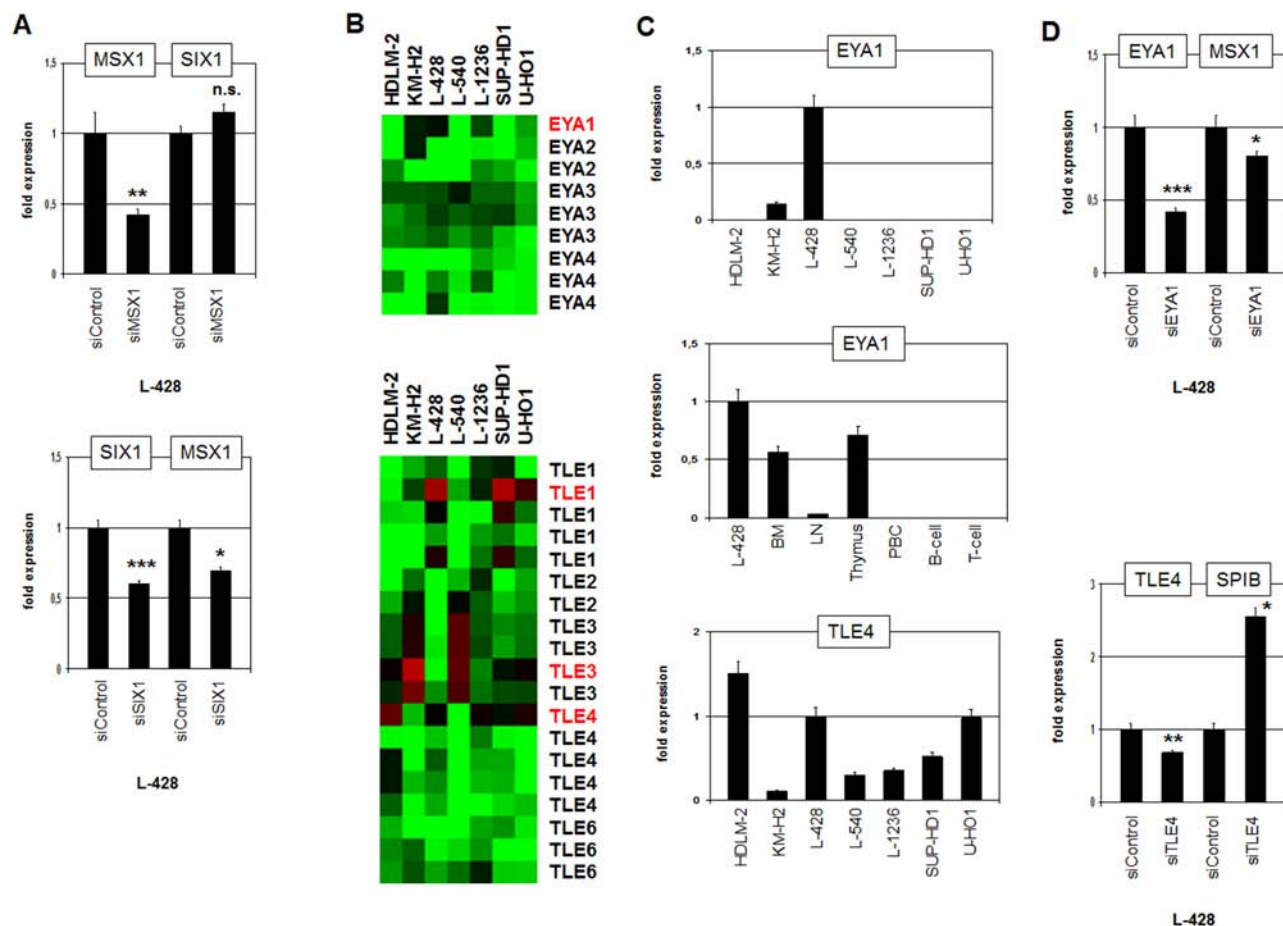 A
MSX1
SIX1
1,5
1
0,5
0
fold expression
**
n.s.
siControl
siMSX1
siControl
siMSX1
L-428
SIX1
MSX1
1,5
1
0,5
0
fold expression
***
*
siControl
siSIX1
siControl
siSIX1
L-428
B
HDLM-2
KM-H2
L-428
L-540
L-1236
SUP-HD1
U-HO1
EYA1
EYA2
EYA2
EYA3
EYA3
EYA3
EYA4
EYA4
EYA4
HDLM-2
KM-H2
L-428
L-540
L-1236
SUP-HD1
U-HO1
TLE1
TLE1
TLE1
TLE1
TLE1
TLE2
TLE2
TLE3
TLE3
TLE3
TLE3
TLE4
TLE4
TLE4
TLE4
TLE4
TLE6
TLE6
TLE6
C
EYA1
1,5
1
0,5
0
fold expression
HDLM-2
KM-H2
L-428
L-540
L-1236
SUP-HD1
U-HO1
EYA1
1,5
1
0,5
0
fold expression
L-428
BM
LN
Thymus
PBC
B-cell
T-cell
TLE4
2
1
0
fold expression
HDLM-2
KM-H2
L-428
L-540
L-1236
SUP-HD1
U-HO1
D
EYA1
MSX1
1,5
1
0,5
0
fold expression
***
*
siControl
siEYA1
siControl
siEYA1
L-428
TLE4
SPIB
3
2
1
0
fold expression
**
*
siControl
siTLE4
siControl
siTLE4
L-428